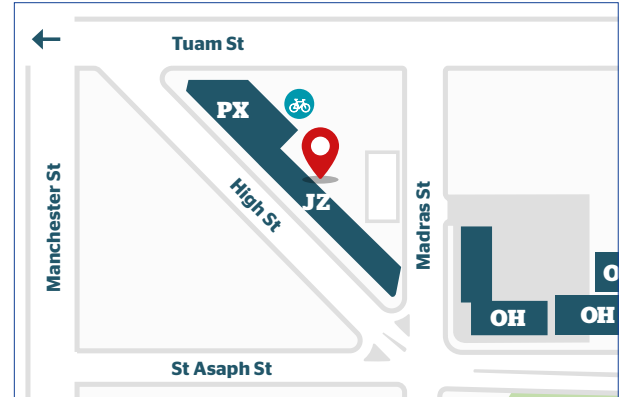 Tuam St
PX
JZ
High St
Manchester St
Madras St
O
OH
OH
St Asaph St